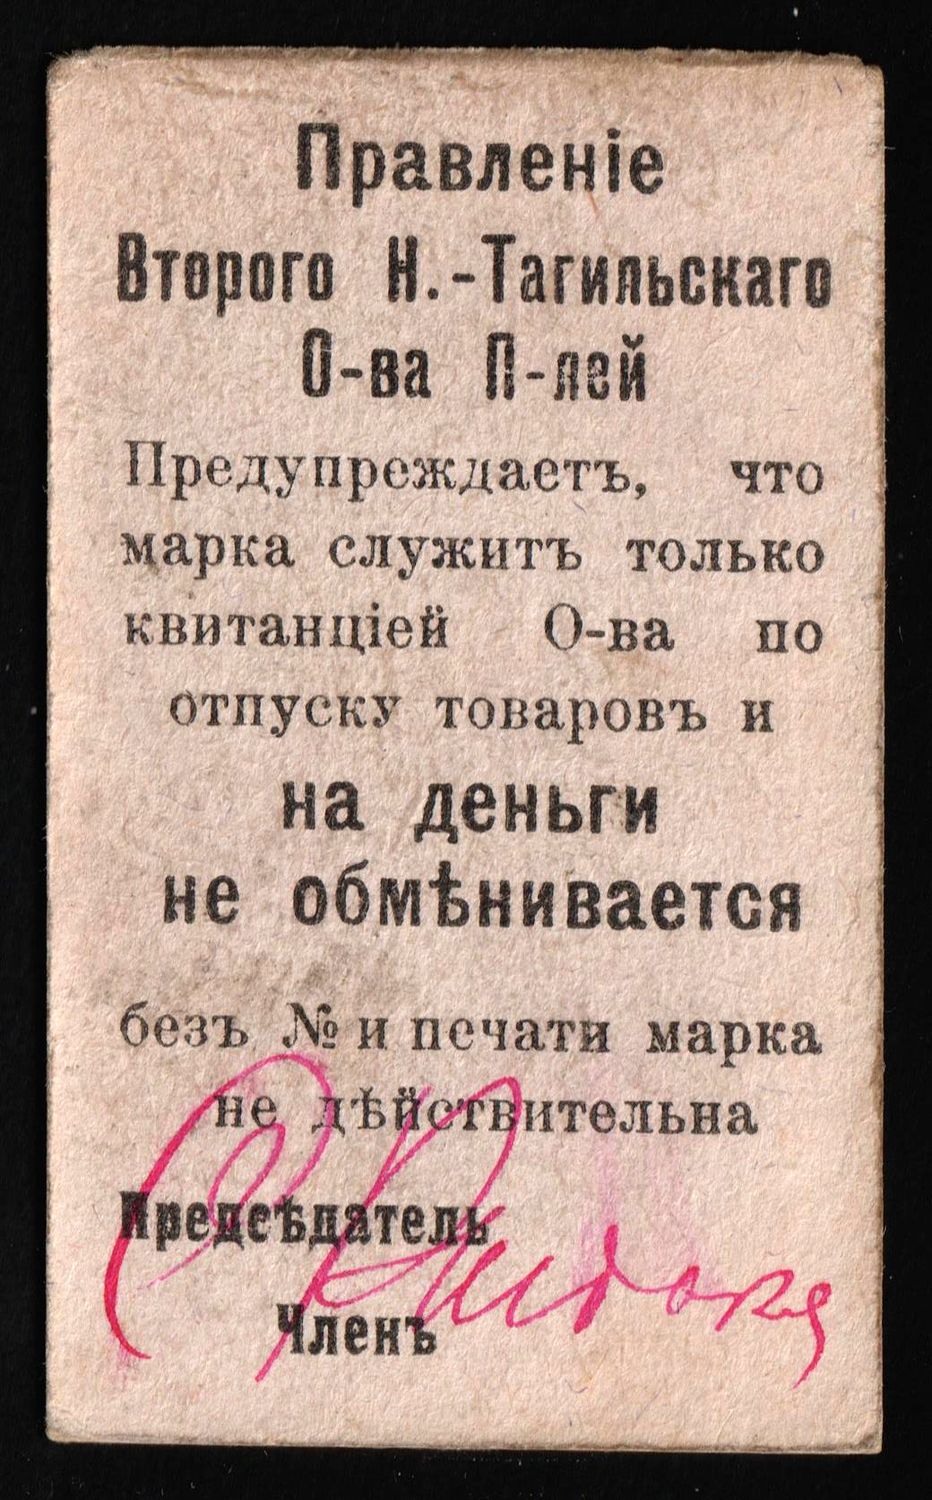 Правленіе
Второго Н.-Тагильскаго
О-ва П-лей
Предупреждаетъ, что
марка служитъ только
квитанціей О-ва по
отпуску товаровъ и
на деньги
не обмѣнивается
безъ № и печати марка
не дѣйствительна
Предсѣдатель
Членъ